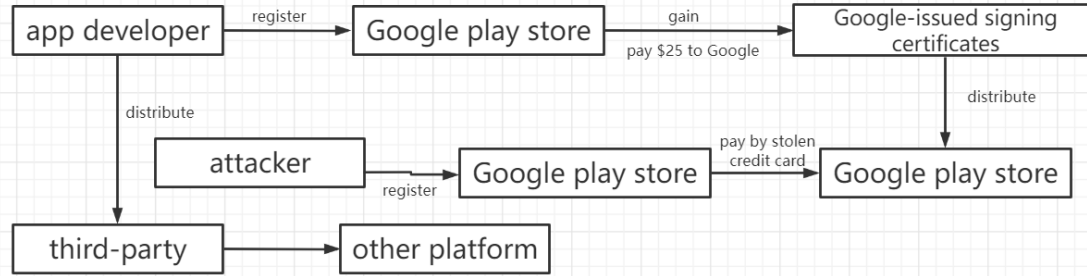 app developer
register
Google play store
gain
pay $25 to Google
Google-issued signing
certificates
distribute
distribute
attacker
register
Google play store
pay by stolen
credit card
Google play store
third-party
other platform